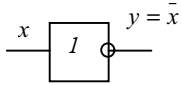 x
1
y = x̄